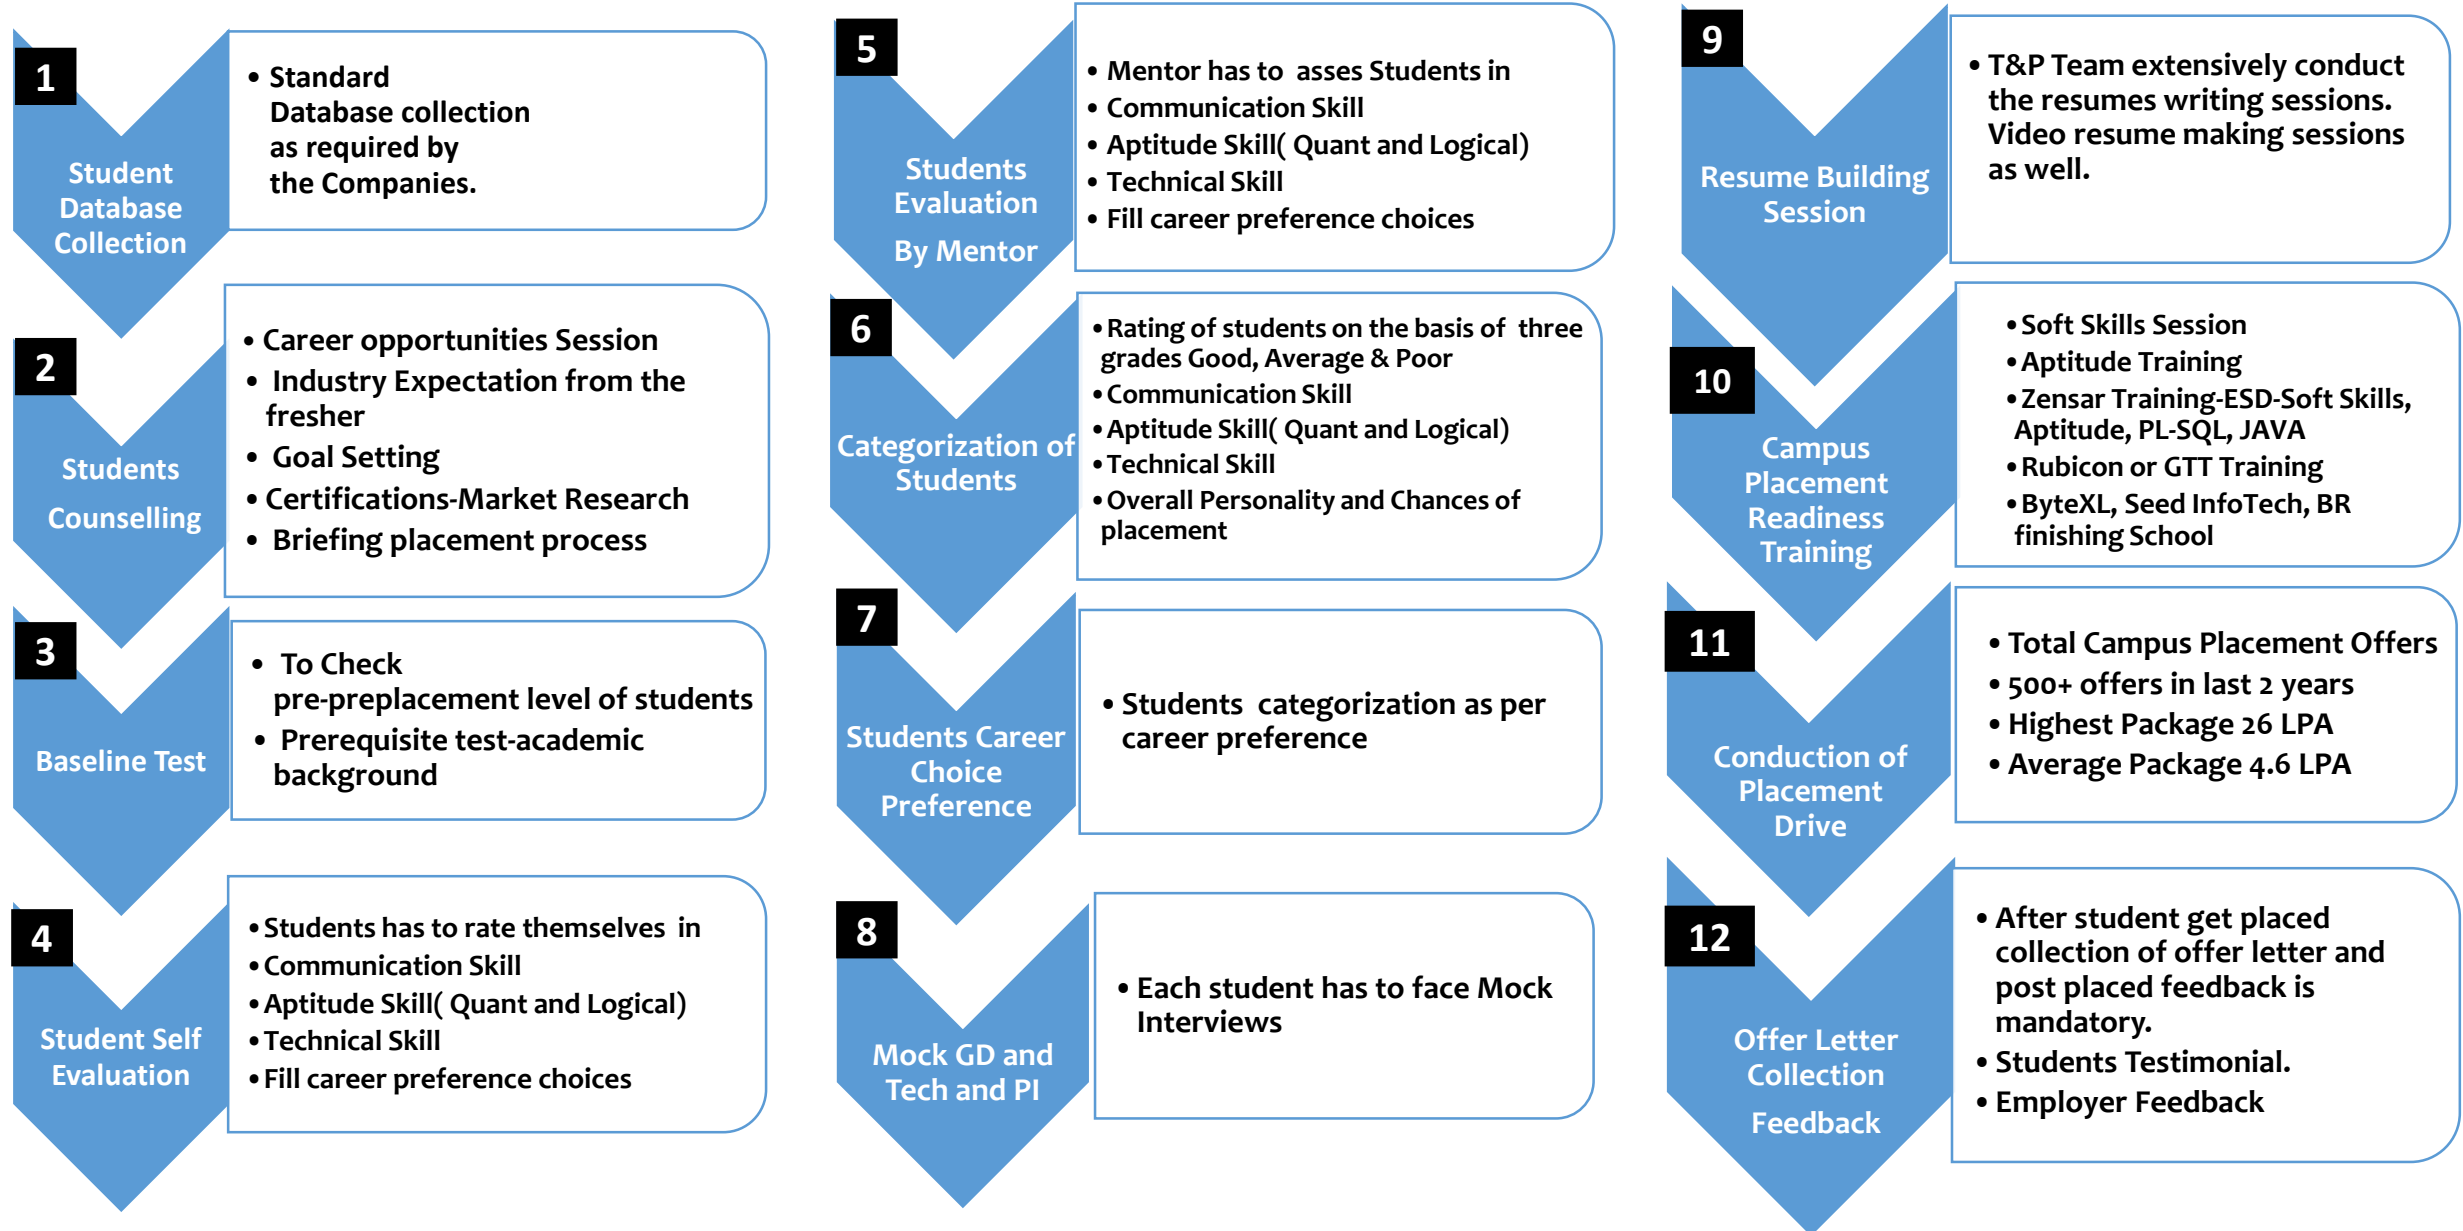 1
Student
Database
Collection
• Standard
Database collection
as required by
the Companies.
2
Students
Counselling
• Career opportunities Session
• Industry Expectation from the
fresher
• Goal Setting
• Certifications-Market Research
• Briefing placement process
3
Baseline Test
• To Check
pre-preplacement level of students
• Prerequisite test-academic
background
4
Student Self
Evaluation
• Students has to rate themselves in
• Communication Skill
• Aptitude Skill( Quant and Logical)
• Technical Skill
• Fill career preference choices
5
Students
Evaluation
By Mentor
• Mentor has to asses Students in
• Communication Skill
• Aptitude Skill( Quant and Logical)
• Technical Skill
• Fill career preference choices
6
Categorization of
Students
• Rating of students on the basis of three
grades Good, Average & Poor
• Communication Skill
• Aptitude Skill( Quant and Logical)
• Technical Skill
• Overall Personality and Chances of
placement
7
Students Career
Choice
Preference
• Students categorization as per
career preference
8
Mock GD and
Tech and PI
• Each student has to face Mock
Interviews
9
Resume Building
Session
• T&P Team extensively conduct
the resumes writing sessions.
Video resume making sessions
as well.
10
Campus
Placement
Readiness
Training
• Soft Skills Session
• Aptitude Training
• Zensar Training-ESD-Soft Skills,
Aptitude, PL-SQL, JAVA
• Rubicon or GTT Training
• ByteXL, Seed InfoTech, BR
finishing School
11
Conduction of
Placement
Drive
• Total Campus Placement Offers
• 500+ offers in last 2 years
• Highest Package 26 LPA
• Average Package 4.6 LPA
12
Offer Letter
Collection
Feedback
• After student get placed
collection of offer letter and
post placed feedback is
mandatory.
• Students Testimonial.
• Employer Feedback